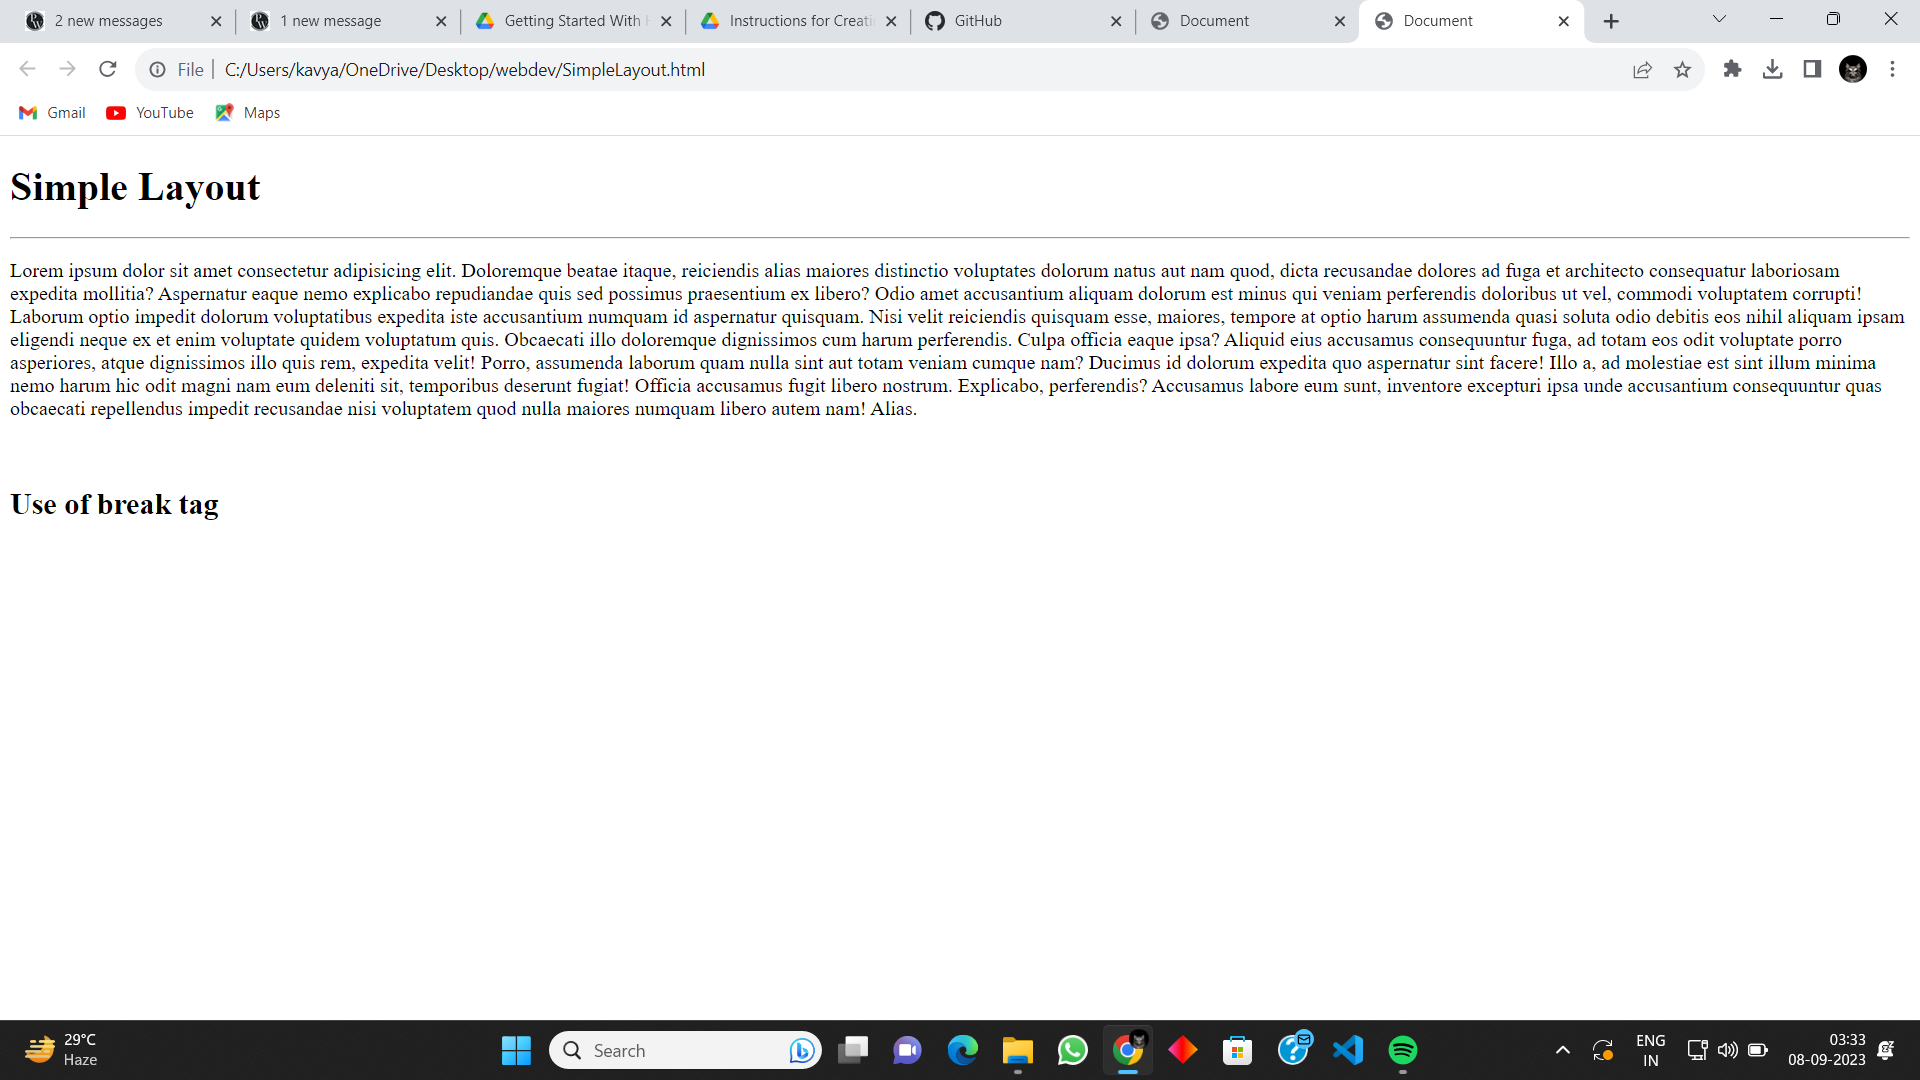 2 new messages
1 new message
Getting Started With
Instructions for Creati
GitHub
Document
Document
File
C:/Users/kavya/OneDrive/Desktop/webdev/SimpleLayout.html
Gmail
YouTube
Maps
Simple Layout
Lorem ipsum dolor sit amet consectetur adipisicing elit. Doloremque beatae itaque, reiciendis alias maiores distinctio voluptates dolorum natus aut nam quod, dicta recusandae dolores ad fuga et architecto consequatur laboriosam
expedita mollitia? Aspernatur eaque nemo explicabo repudiandae quis sed possimus praesentium ex libero? Odio amet accusantium aliquam dolorum est minus qui veniam perferendis doloribus ut vel, commodi voluptatem corrupti!
Laborum optio impedit dolorum voluptatibus expedita iste accusantium numquam id aspernatur quisquam. Nisi velit reiciendis quisquam esse, maiores, tempore at optio harum assumenda quasi soluta odio debitis eos nihil aliquam ipsam
eligendi neque ex et enim voluptate quidem voluptatum quis. Obcaecati illo doloremque dignissimos cum harum perferendis. Culpa officia eaque ipsa? Aliquid eius accusamus consequuntur fuga, ad totam eos odit voluptate porro
asperiores, atque dignissimos illo quis rem, expedita velit! Porro, assumenda laborum quam nulla sint aut totam veniam cumque nam? Ducimus id dolorum expedita quo aspernatur sint facere! Illo a, ad molestiae est sint illum minima
nemo harum hic odit magni nam eum deleniti sit, temporibus deserunt fugiat! Officia accusamus fugit libero nostrum. Explicabo, perferendis? Accusamus labore eum sunt, inventore excepturi ipsa unde accusantium consequuntur quas
obcaecati repellendus impedit recusandae nisi voluptatem quod nulla maiores numquam libero autem nam! Alias.
Use of break tag
29°C
Haze
Search
ENG
IN
03:33
08-09-2023